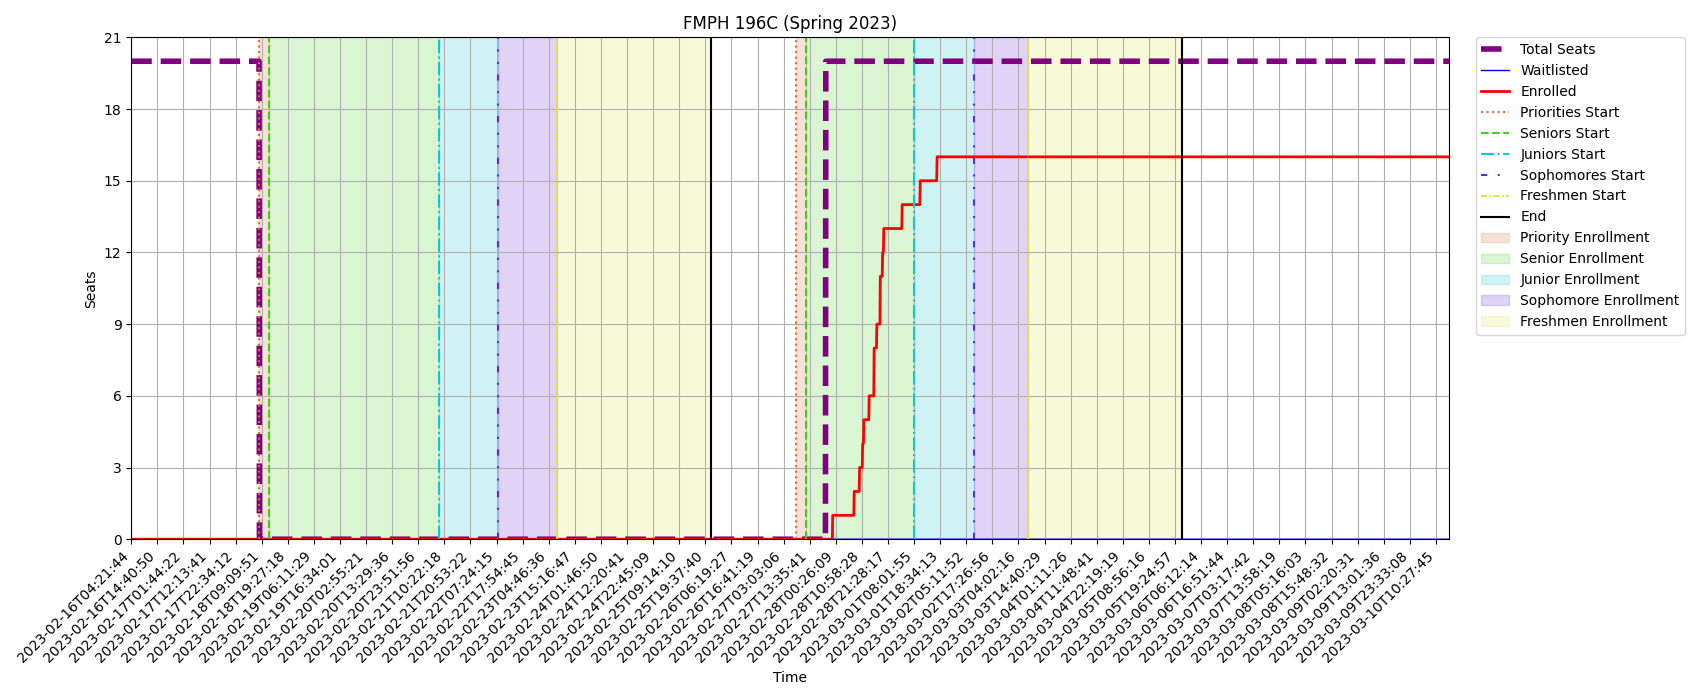 FMPH 196C (Spring 2023)
21
18
15
12
9
6
3
0
Seats
2023-02-16T04:21:44
2023-02-16T14:40:50
2023-02-17T01:44:22
2023-02-17T12:13:41
2023-02-17T22:34:12
2023-02-18T09:09:51
2023-02-18T19:27:18
2023-02-19T06:11:29
2023-02-19T16:34:01
2023-02-20T02:55:21
2023-02-20T13:29:36
2023-02-20T23:51:56
2023-02-21T10:22:18
2023-02-21T20:53:22
2023-02-22T07:24:15
2023-02-22T17:54:45
2023-02-23T04:46:36
2023-02-23T15:16:47
2023-02-24T01:46:50
2023-02-24T12:20:41
2023-02-24T22:45:09
2023-02-25T09:14:10
2023-02-25T19:37:40
2023-02-26T06:19:27
2023-02-26T16:41:19
2023-02-27T03:03:06
2023-02-27T13:35:41
2023-02-28T00:26:09
2023-02-28T10:58:28
2023-02-28T21:28:17
2023-03-01T08:01:55
2023-03-01T18:34:13
2023-03-02T05:11:52
2023-03-02T17:26:56
2023-03-03T04:02:16
2023-03-03T14:40:29
2023-03-04T01:11:26
2023-03-04T11:48:41
2023-03-04T22:19:19
2023-03-05T08:56:16
2023-03-05T19:24:57
2023-03-06T06:12:14
2023-03-06T16:51:44
2023-03-07T03:17:42
2023-03-07T13:58:19
2023-03-08T05:16:03
2023-03-08T15:48:32
2023-03-09T02:20:31
2023-03-09T13:01:36
2023-03-09T23:33:08
2023-03-10T10:27:45
Time
Total Seats
Waitlisted
Enrolled
Priorities Start
Seniors Start
Juniors Start
Sophomores Start
Freshmen Start
End
Priority Enrollment
Senior Enrollment
Junior Enrollment
Sophomore Enrollment
Freshmen Enrollment